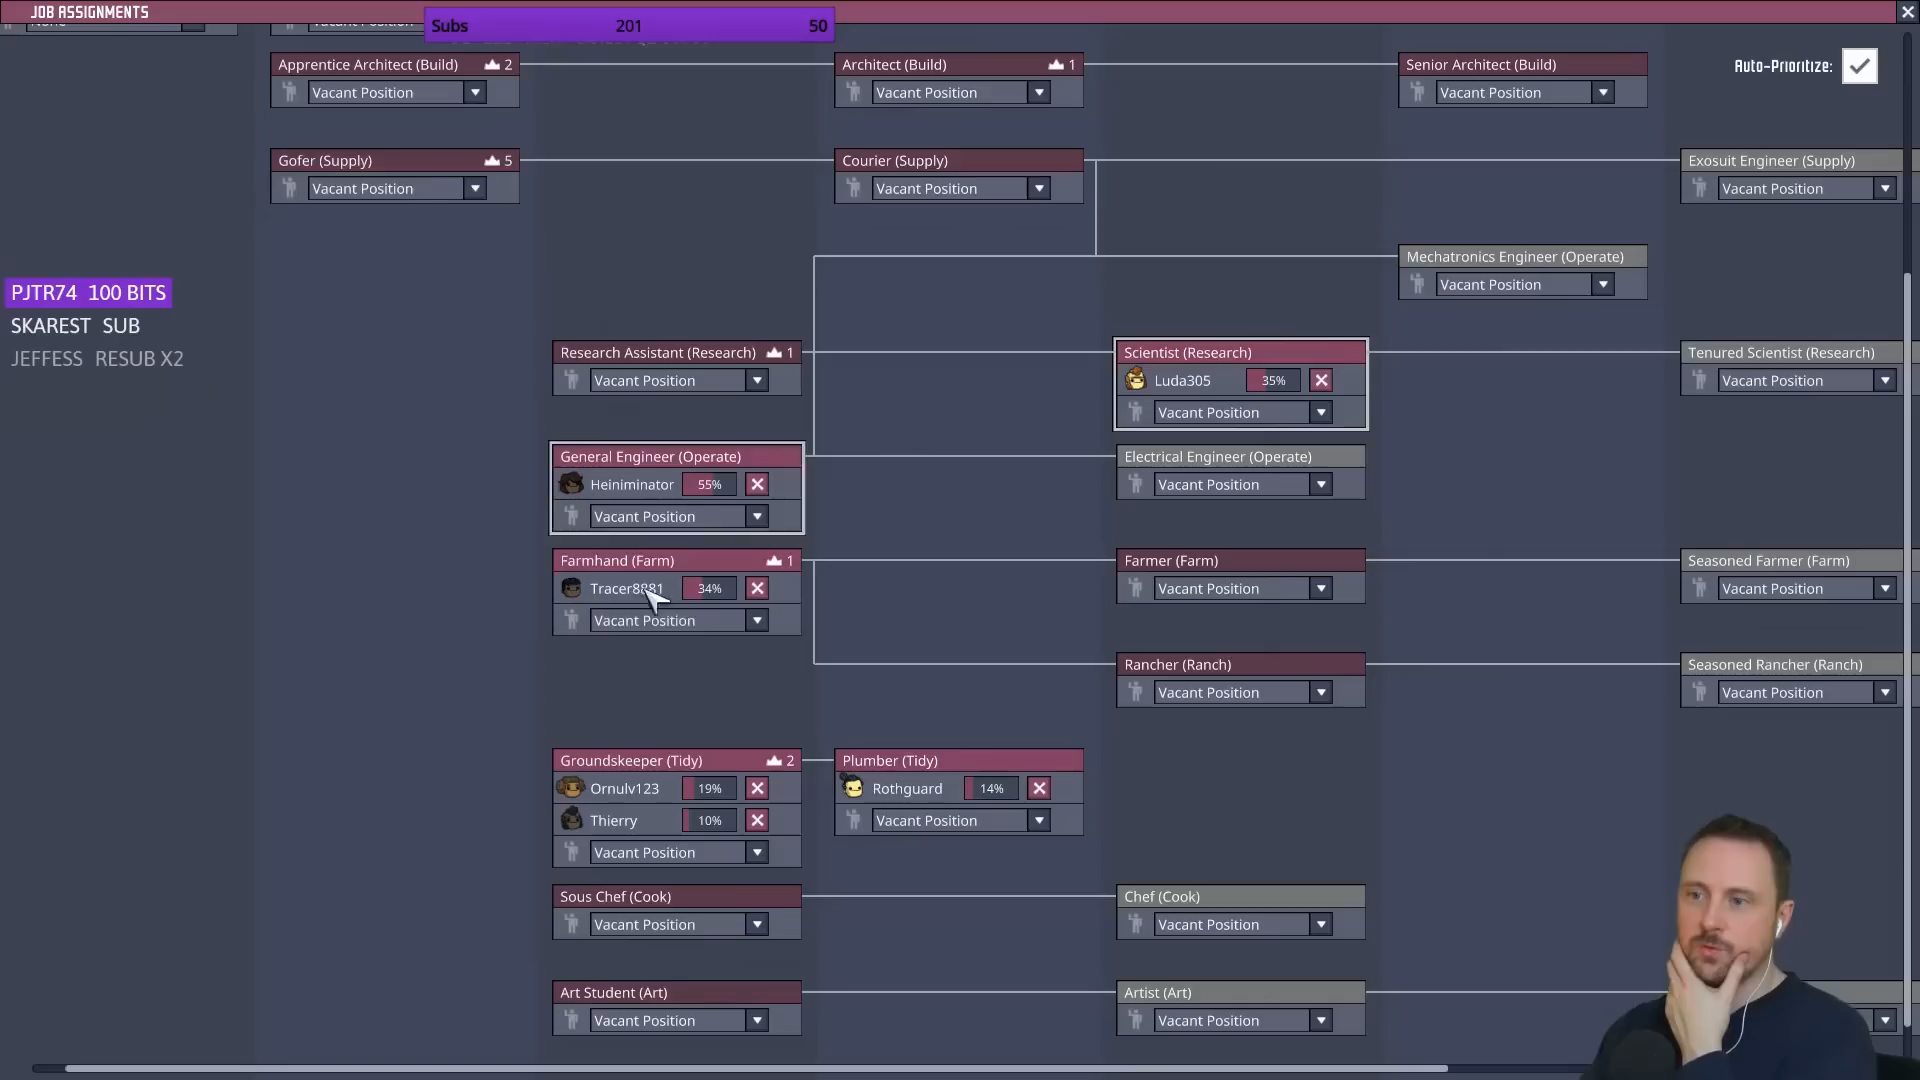 JOB ASSIGNMENTS
Subs 201 50
Apprentice Architect (Build) 2
Vacant Position
Architect (Build) 1
Vacant Position
Senior Architect (Build)
Vacant Position
Auto-Prioritize:
Gofer (Supply) 5
Vacant Position
Courier (Supply)
Vacant Position
Exosuit Engineer (Supply)
Vacant Position
Mechatronics Engineer (Operate)
Vacant Position
PJTR74 100 BITS
SKAREST SUB
JEFFESS RESUB X2
Research Assistant (Research) 1
Vacant Position
Scientist (Research)
Luda305 35%
Vacant Position
Tenured Scientist (Research)
Vacant Position
General Engineer (Operate)
Heiniminator 55%
Vacant Position
Electrical Engineer (Operate)
Vacant Position
Farmhand (Farm) 1
Tracer8881 34%
Vacant Position
Farmer (Farm)
Vacant Position
Seasoned Farmer (Farm)
Vacant Position
Rancher (Ranch)
Vacant Position
Seasoned Rancher (Ranch)
Vacant Position
Groundskeeper (Tidy) 2
Ornulv123 19%
Thierry 10%
Vacant Position
Plumber (Tidy)
Rothguard 14%
Vacant Position
Sous Chef (Cook)
Vacant Position
Chef (Cook)
Vacant Position
Art Student (Art)
Vacant Position
Artist (Art)
Vacant Position